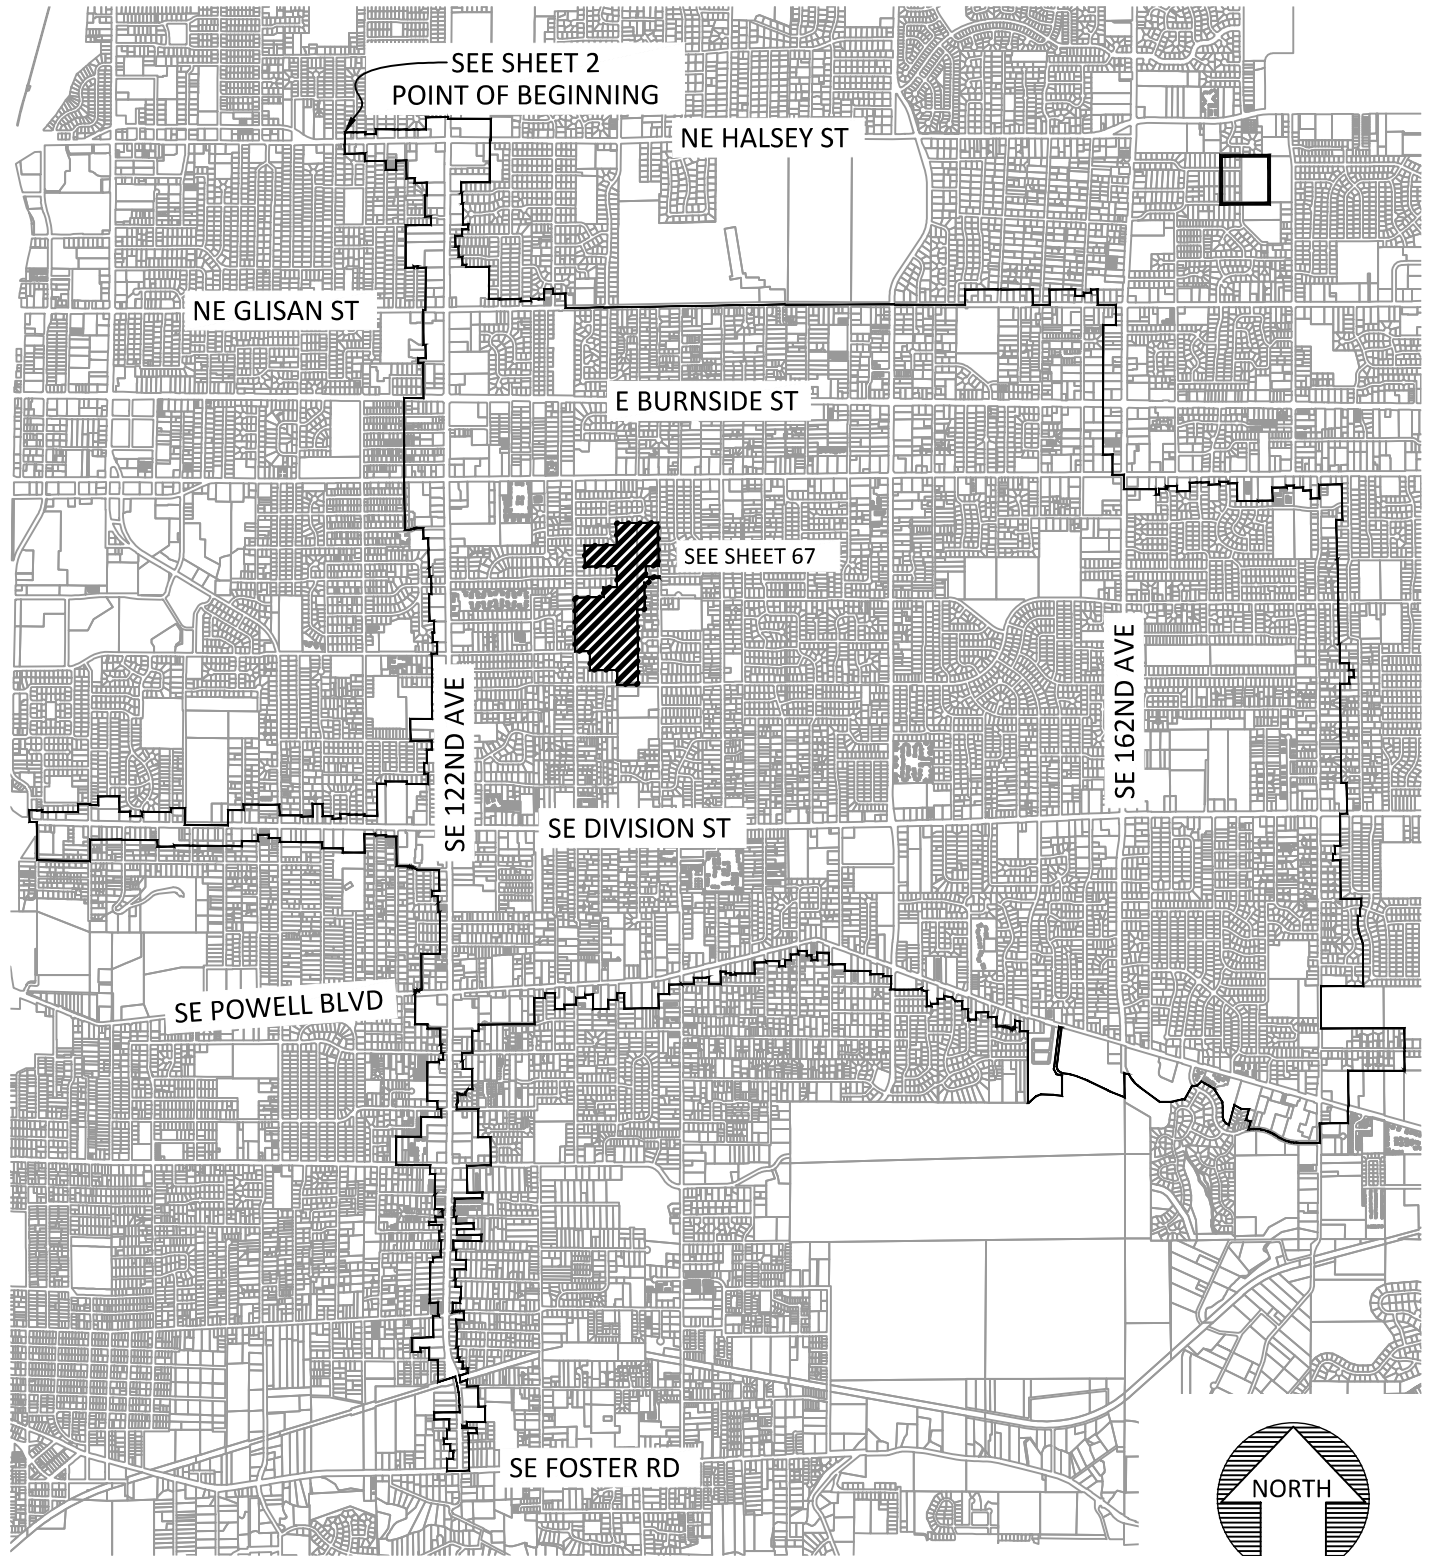 SEE SHEET 2
POINT OF BEGINNING
NE HALSEY ST
NE GLISAN ST
E BURNSIDE ST
SEE SHEET 67
SE 122ND AVE
SE 162ND AVE
SE DIVISION ST
SE POWELL BLVD
SE FOSTER RD
NORTH